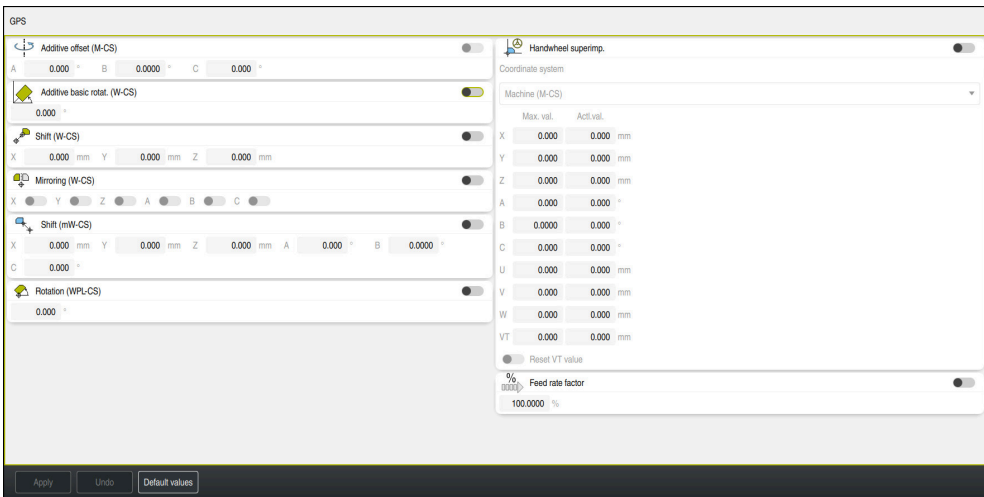 GPS
Additive offset (M-CS)
A 0.000 ° B 0.0000 ° C 0.000 °
Additive basic rotat. (W-CS)
0.000 °
Shift (W-CS)
X 0.000 mm Y 0.000 mm Z 0.000 mm
Mirroring (W-CS)
X Y Z A B C
Shift (mW-CS)
X 0.000 mm Y 0.000 mm Z 0.000 mm A 0.000 ° B 0.0000 °
C 0.000 °
Rotation (WPL-CS)
0.000 °
Handwheel superimp.
Coordinate system
Machine (M-CS)
Max. val. Actl.val.
X 0.000 0.000 mm
Y 0.000 0.000 mm
Z 0.000 0.000 mm
A 0.000 0.000 °
B 0.0000 0.000 °
C 0.000 0.000 °
U 0.000 0.000 mm
V 0.000 0.000 mm
W 0.000 0.000 mm
VT 0.000 0.000 mm
Reset VT value
% Feed rate factor
100.0000 %
Apply Undo Default values